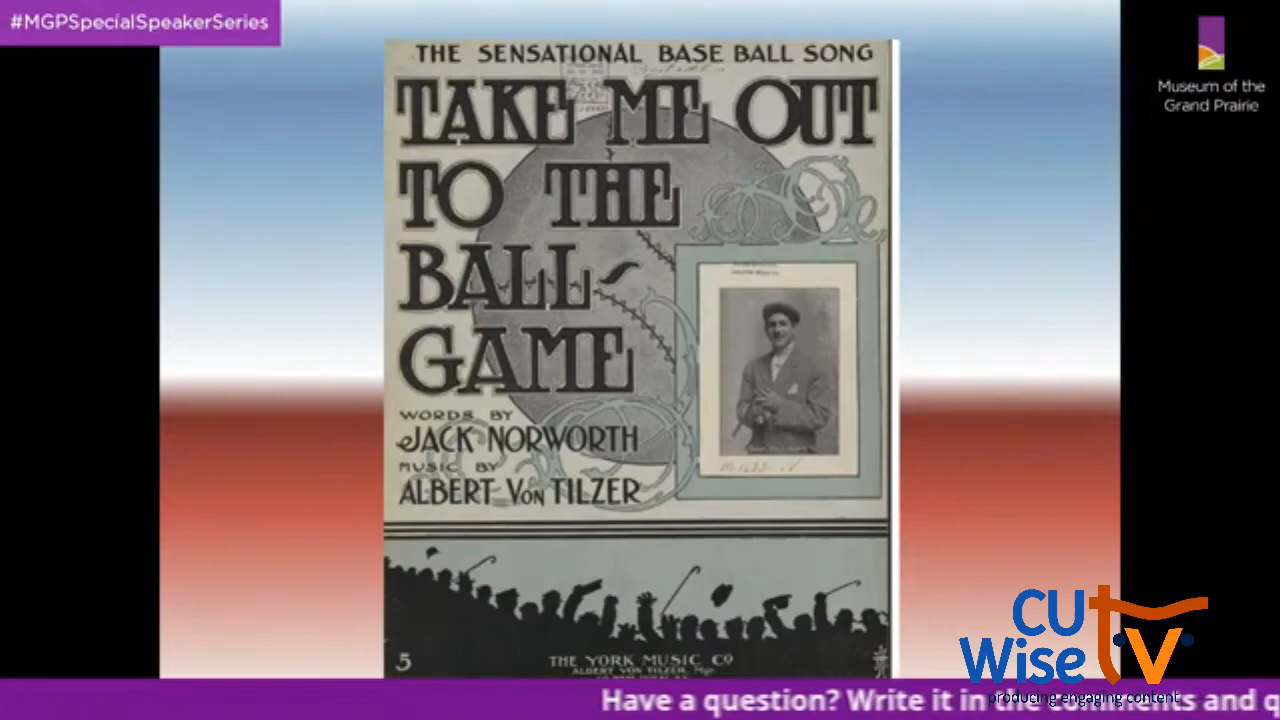 #MGPSpecialSpeakerSeries
Museum of the
Grand Prairie
THE SENSATIONAL BASE BALL SONG
TAKE ME OUT
TO THE
BALL-
GAME
WORDS BY
JACK NORWORTH
MUSIC BY
ALBERT VON TILZER
5
THE YORK MUSIC CO
ALBERT VON TILZER, Mgr.
CU
Wise tv
producing engaging content
Have a question? Write it in the comments and q